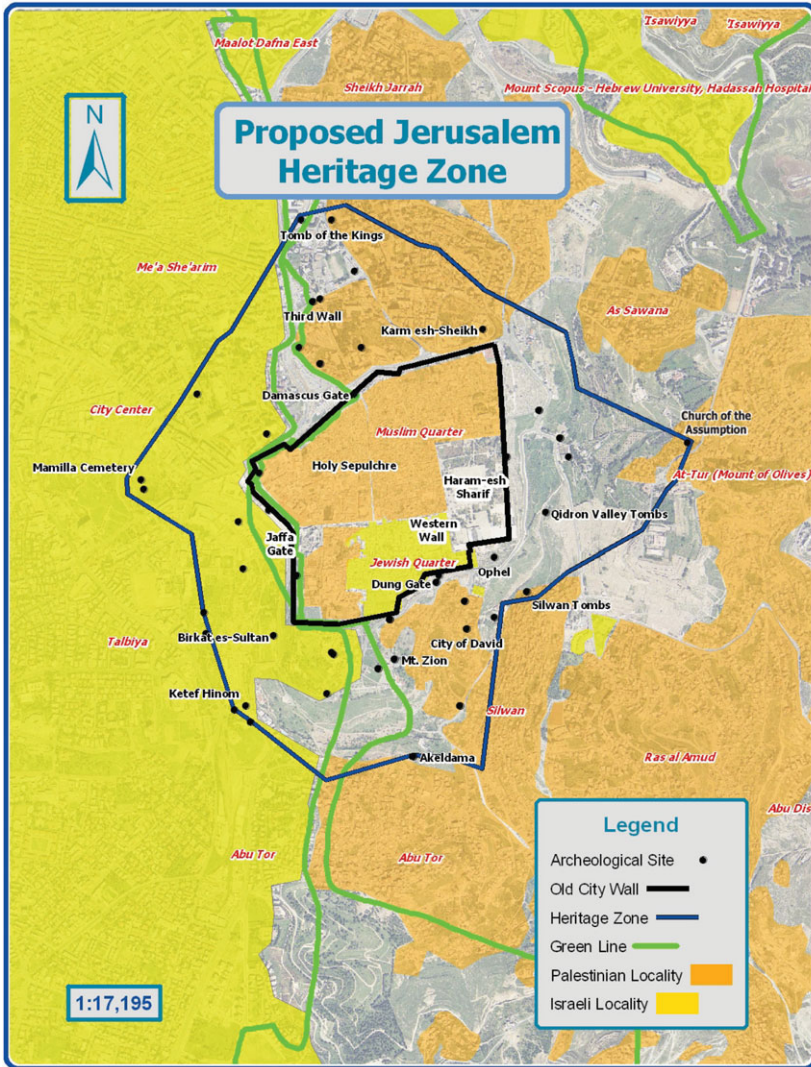 Maalot Dafna East
'Isawiyya
'Isawiyya
Sheikh Jarrah
Mount Scopus - Hebrew University, Hadassah Hospital
N
Proposed Jerusalem
Heritage Zone
Tomb of the Kings
Me'a She'arim
Third Wall
Karm esh-Sheikh
As Sawana
Damascus Gate
City Center
Muslim Quarter
Church of the
Assumption
Mamilla Cemetery
Holy Sepulchre
Haram-esh
Sharif
At-Tur (Mount of Olives)
Qidron Valley Tombs
Jaffa
Gate
Western
Wall
Jewish Quarter
Ophel
Dung Gate
Silwan Tombs
Talbiya
Birkat es-Sultan
City of David
Mt. Zion
Ketef Hinom
Silwan
Akeldama
Ras al Amud
Abu Dis
Abu Tor
Abu Tor
Legend
Archeological Site
Old City Wall
Heritage Zone
Green Line
Palestinian Locality
Israeli Locality
1:17,195